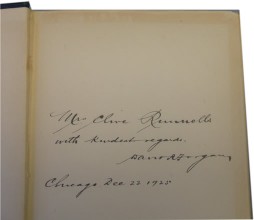 Mr Clive Runnells
with kindest regards,
Chicago Dec 22 1925